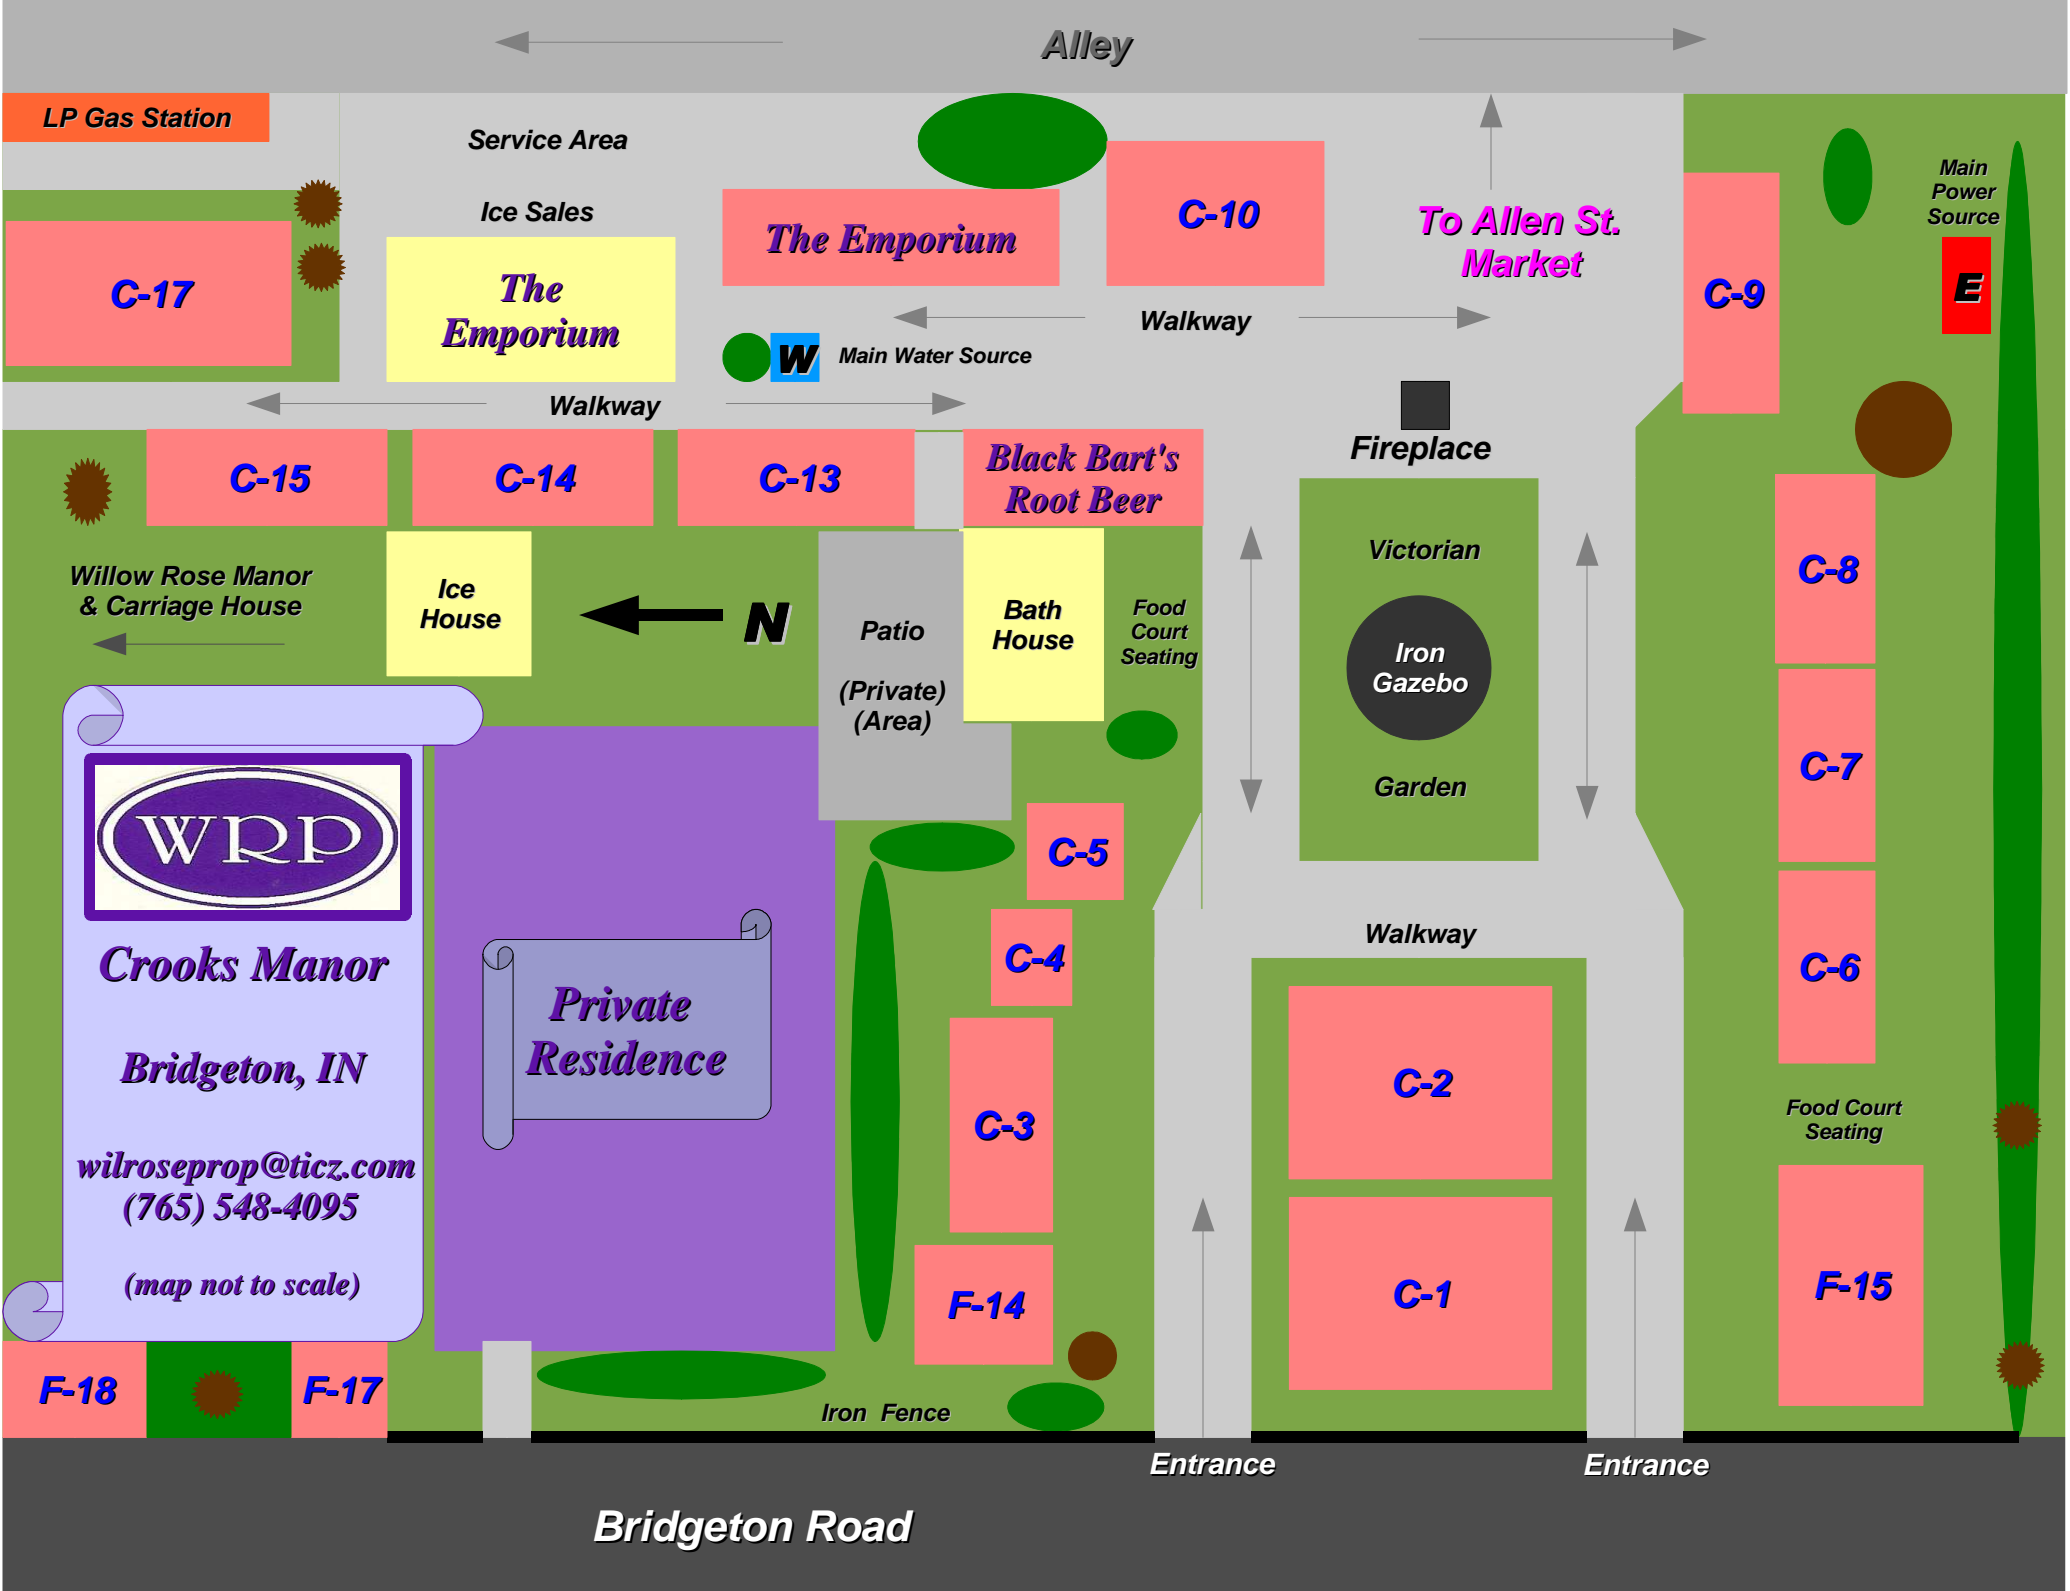 Alley
LP Gas Station
Service Area
Ice Sales
The
Emporium
The Emporium
C-10
To Allen St.
Market
C-9
Main
Power
Source
E
C-17
Walkway
W
Main Water Source
Walkway
Fireplace
C-15
C-14
C-13
Black Bart's
Root Beer
Willow Rose Manor
& Carriage House
Ice
House
N
Patio
(Private)
(Area)
Bath
House
Food
Court
Seating
Victorian
Iron
Gazebo
Garden
C-8
C-7
C-6
WRP
Crooks Manor
Bridgeton, IN
wilroseprop@ticz.com
(765) 548-4095
(map not to scale)
Private
Residence
C-5
C-4
C-3
F-14
Walkway
C-2
C-1
Food Court
Seating
F-15
F-18
F-17
Iron Fence
Entrance
Entrance
Bridgeton Road